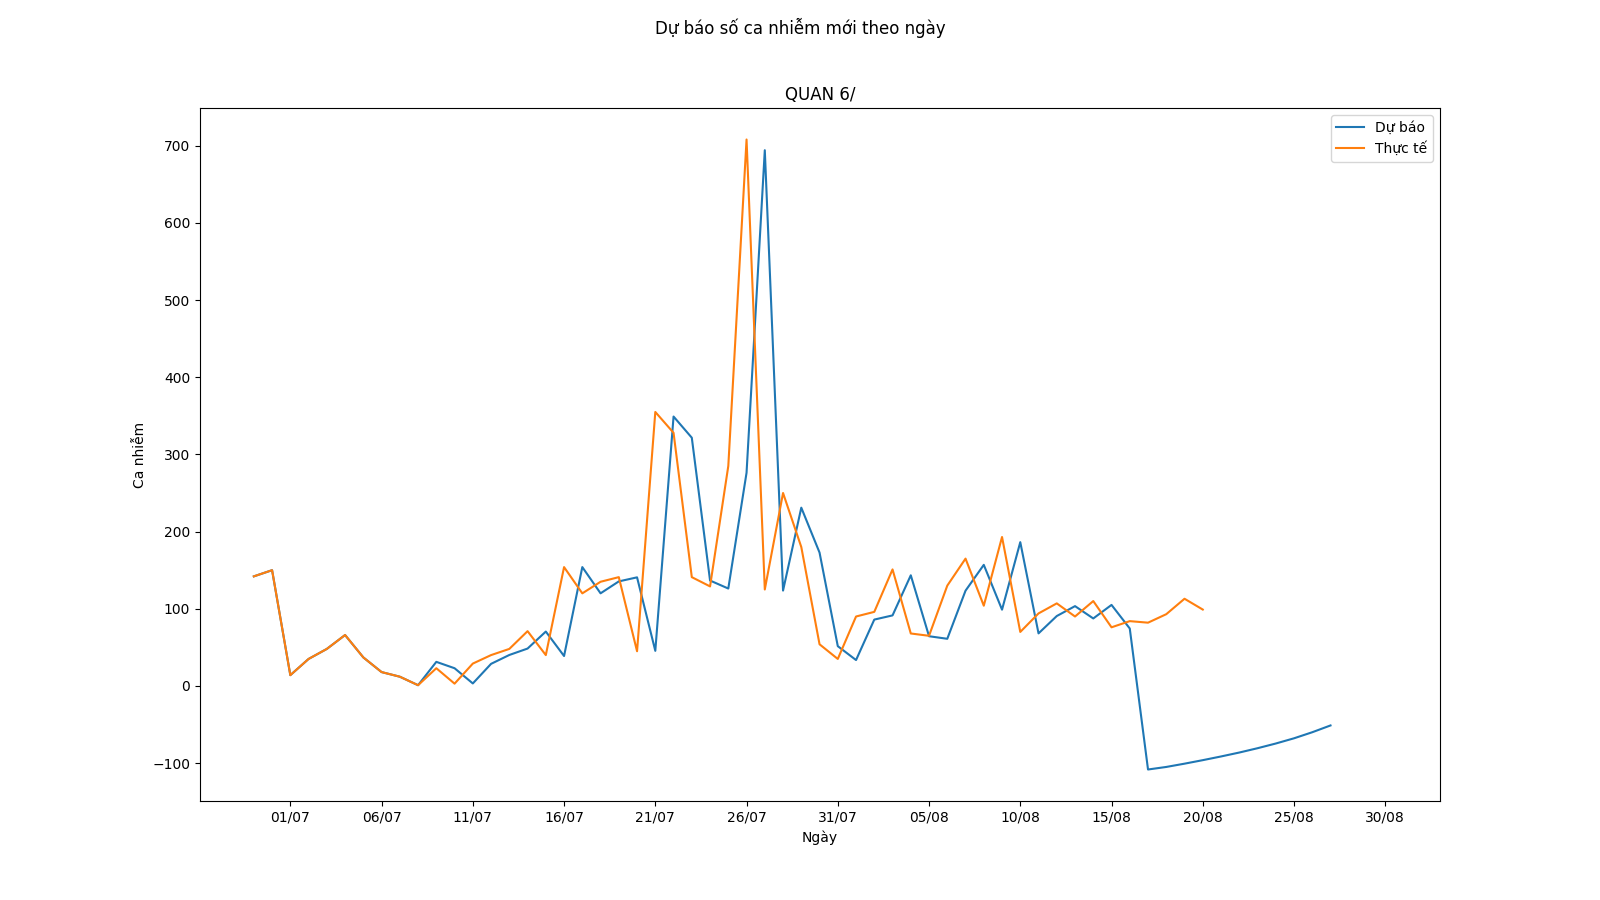 Dự báo số ca nhiễm mới theo ngày
QUAN 6/
Dự báo
Thực tế
700
600
500
400
300
200
100
0
−100
Ca nhiễm
01/07 06/07 11/07 16/07 21/07 26/07 31/07 05/08 10/08 15/08 20/08 25/08 30/08
Ngày